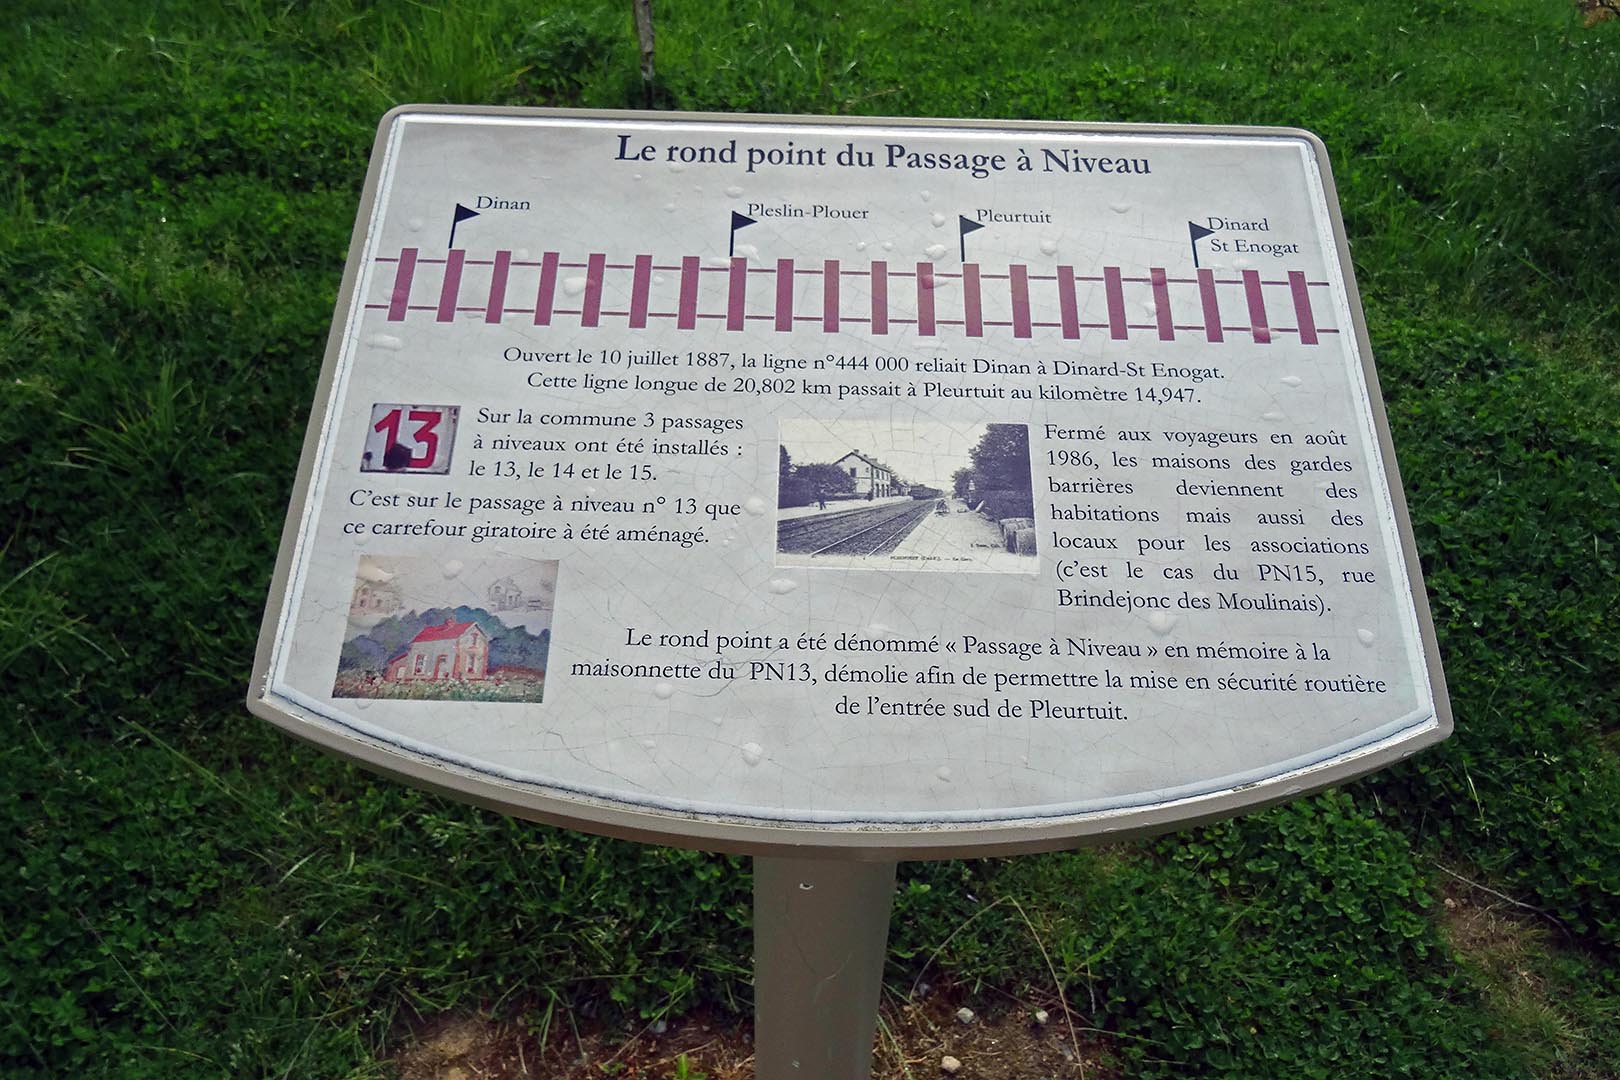 Le rond point du Passage à Niveau
Dinan
Pleslin-Plouer
Pleurtuit
Dinard
St Enogat
Ouvert le 10 juillet 1887, la ligne n°444 000 reliait Dinan à Dinard-St Enogat.
Cette ligne longue de 20,802 km passait à Pleurtuit au kilomètre 14,947.
13
Sur la commune 3 passages
à niveaux ont été installés :
le 13, le 14 et le 15.
C'est sur le passage à niveau n° 13 que
ce carrefour giratoire à été aménagé.
Fermé aux voyageurs en août
1986, les maisons des gardes
barrières deviennent des
habitations mais aussi des
locaux pour les associations
(c'est le cas du PN15, rue
Brindejonc des Moulinais).
Le rond point a été dénommé « Passage à Niveau » en mémoire à la
maisonnette du PN13, démolie afin de permettre la mise en sécurité routière
de l'entrée sud de Pleurtuit.